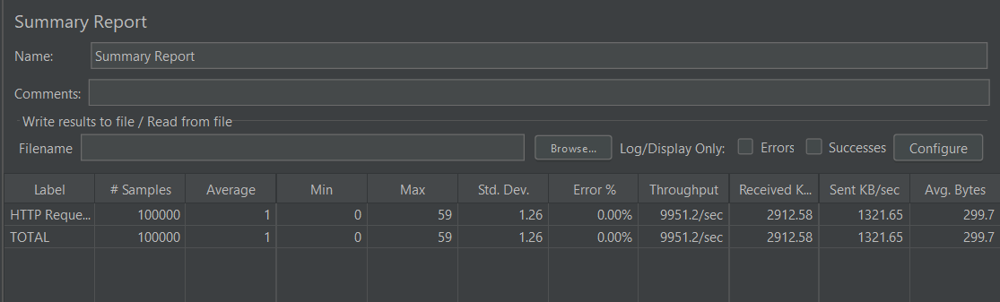 Summary Report
Name: Summary Report
Comments:
Write results to file / Read from file
Filename Browse... Log/Display Only: Errors Successes Configure
Label # Samples Average Min Max Std. Dev. Error % Throughput Received K... Sent KB/sec Avg. Bytes
HTTP Reque... 100000 1 0 59 1.26 0.00% 9951.2/sec 2912.58 1321.65 299.7
TOTAL 100000 1 0 59 1.26 0.00% 9951.2/sec 2912.58 1321.65 299.7